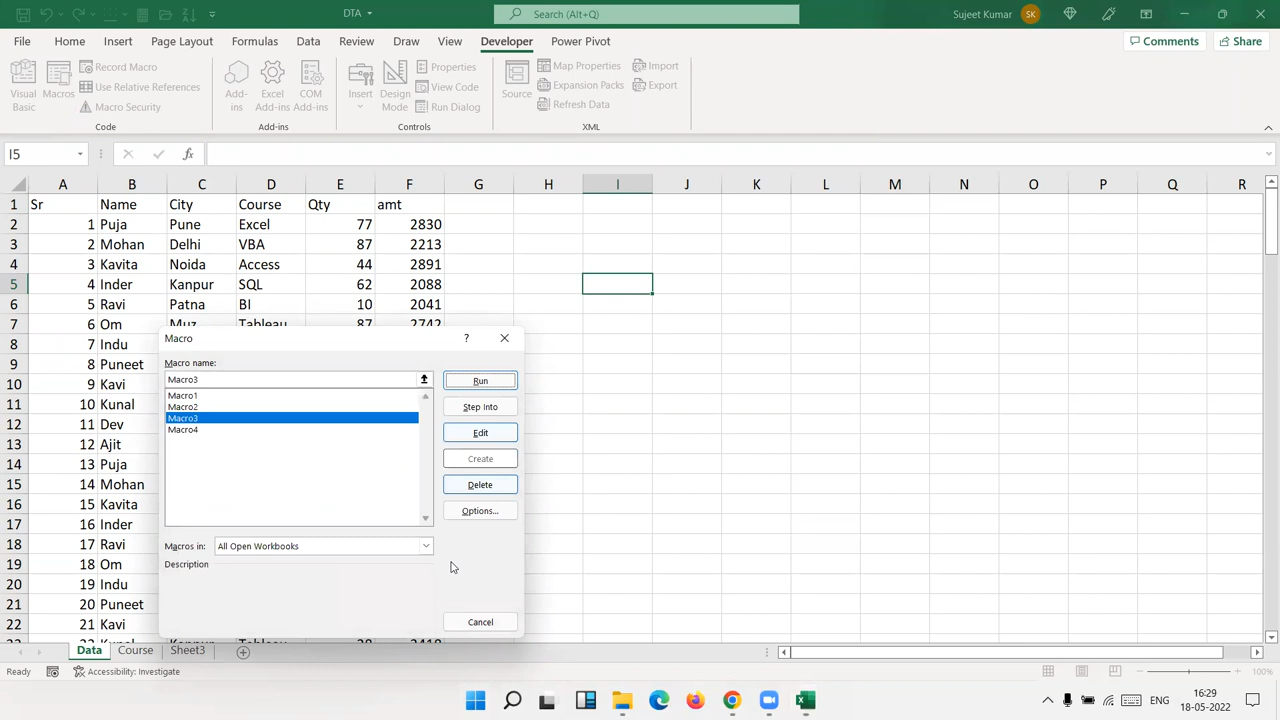 DTA
Search (Alt+Q)
Sujeet Kumar
SK
File Home Insert Page Layout Formulas Data Review Draw View Developer Power Pivot
Comments
Share
Visual Basic
Macros
Record Macro
Use Relative References
Macro Security
Code
Add-ins
Excel Add-ins
COM Add-ins
Add-ins
Insert
Design Mode
Properties
View Code
Run Dialog
Controls
Source
Map Properties
Expansion Packs
Refresh Data
Import
Export
XML
I5
fx
A B C D E F G H I J K L M N O P Q R
1 Sr Name City Course Qty amt
2 1 Puja Pune Excel 77 2830
3 2 Mohan Delhi VBA 87 2213
4 3 Kavita Noida Access 44 2891
5 4 Inder Kanpur SQL 62 2088
6 5 Ravi Patna BI 10 2041
7 6 Om Muz Tableau 87 2742
8 7 Indu
9 8 Puneet
10 9 Kavi
11 10 Kunal
12 11 Dev
13 12 Ajit
14 13 Puja
15 14 Mohan
16 15 Kavita
17 16 Inder
18 17 Ravi
19 18 Om
20 19 Indu
21 20 Puneet
22 21 Kavi
Macro
?
Macro name:
Macro3
Macro1
Macro2
Macro3
Macro4
Run
Step Into
Edit
Create
Delete
Options...
Macros in: All Open Workbooks
Description
Cancel
Data Course Sheet3
Ready
Accessibility: Investigate
100%
ENG
16:29
18-05-2022